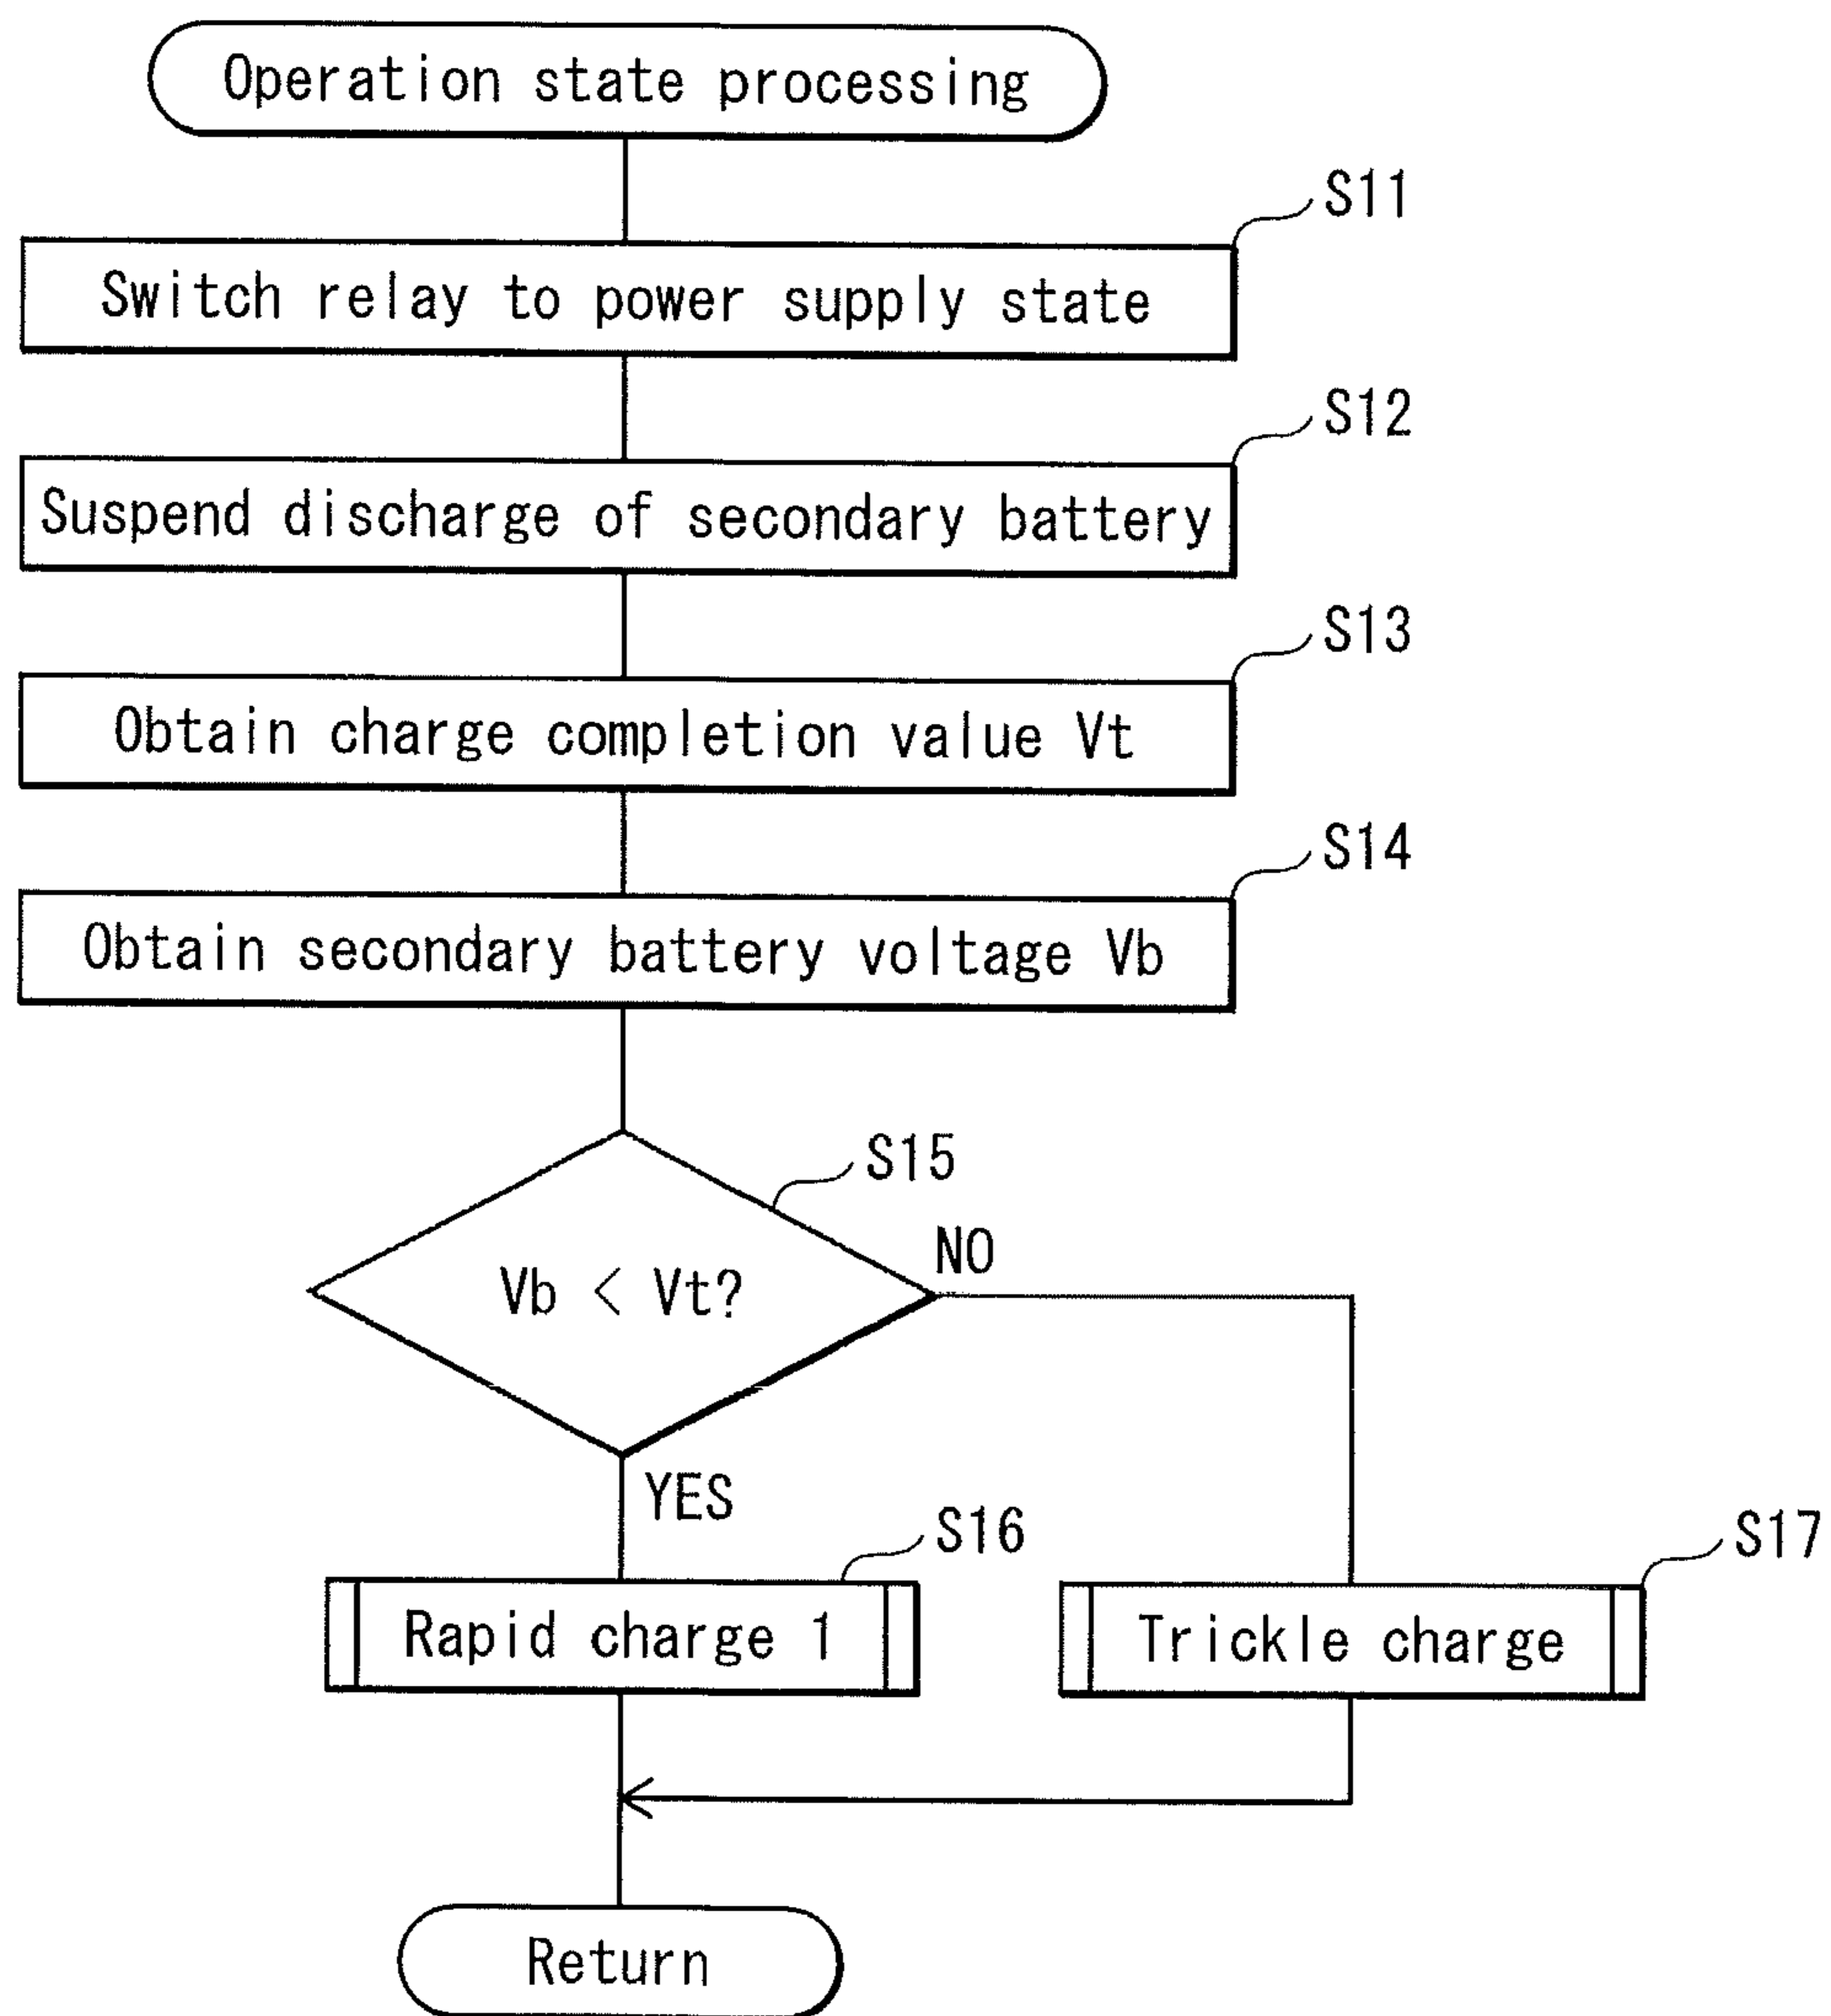 Operation state processing
S11
Switch relay to power supply state
S12
Suspend discharge of secondary battery
S13
Obtain charge completion value Vt
S14
Obtain secondary battery voltage Vb
S15
Vb < Vt?
NO
YES
S16
Rapid charge 1
S17
Trickle charge
Return